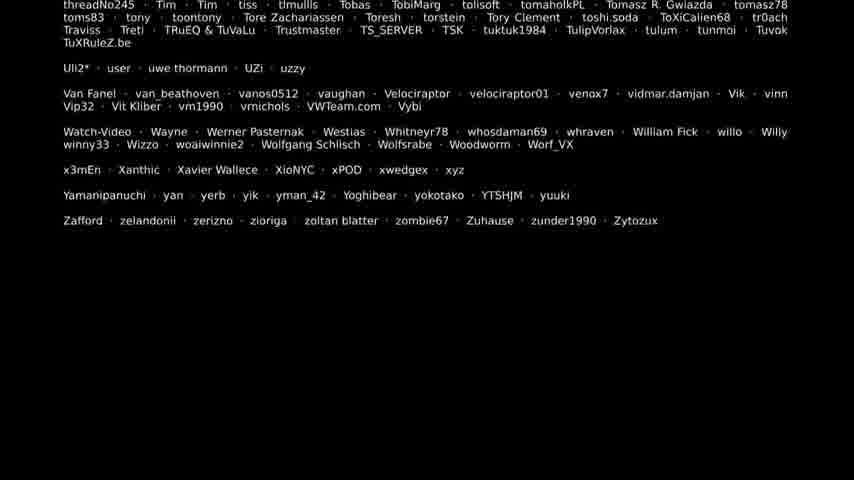 threadNo245 · Tim · Tim · tiss · tlmullis · Tobas · TobiMarg · tolisoft · tomaholkPL · Tomasz R. Gwiazda · tomasz78
toms83 · tony · toontony · Tore Zachariassen · Toresh · torstein · Tory Clement · toshi.soda · ToXiCalien68 · tr0ach
Traviss · Treti · TRuEQ & TuVaLu · Trustmaster · TS_SERVER · TSK · tuktuk1984 · TulipVorlax · tulum · tunmoi · Tuvok
TuXRuleZ.be
Uli2* · user · uwe thormann · UZi · uzzy
Van Fanel · van_beathoven · vanos0512 · vaughan · Velociraptor · velociraptor01 · venox7 · vidmar.damjan · Vik · vinn
Vip32 · Vit Kliber · vm1990 · vmichols · VWTeam.com · Vybi
Watch-Video · Wayne · Werner Pasternak · Westias · Whitneyr78 · whosdaman69 · whraven · William Fick · willo · Willy
winny33 · Wizzo · woaiwinnie2 · Wolfgang Schlisch · Wolfsrabe · Woodworm · Worf_VX
x3mEn · Xanthic · Xavier Wallece · XioNYC · xPOD · xwedgex · xyz
Yamanipanuchi · yan · yerb · yik · yman_42 · Yoghibear · yokotako · YTSHJM · yuuki
Zafford · zelandonii · zerizno · zioriga · zoltan blatter · zombie67 · Zuhause · zunder1990 · Zytozux